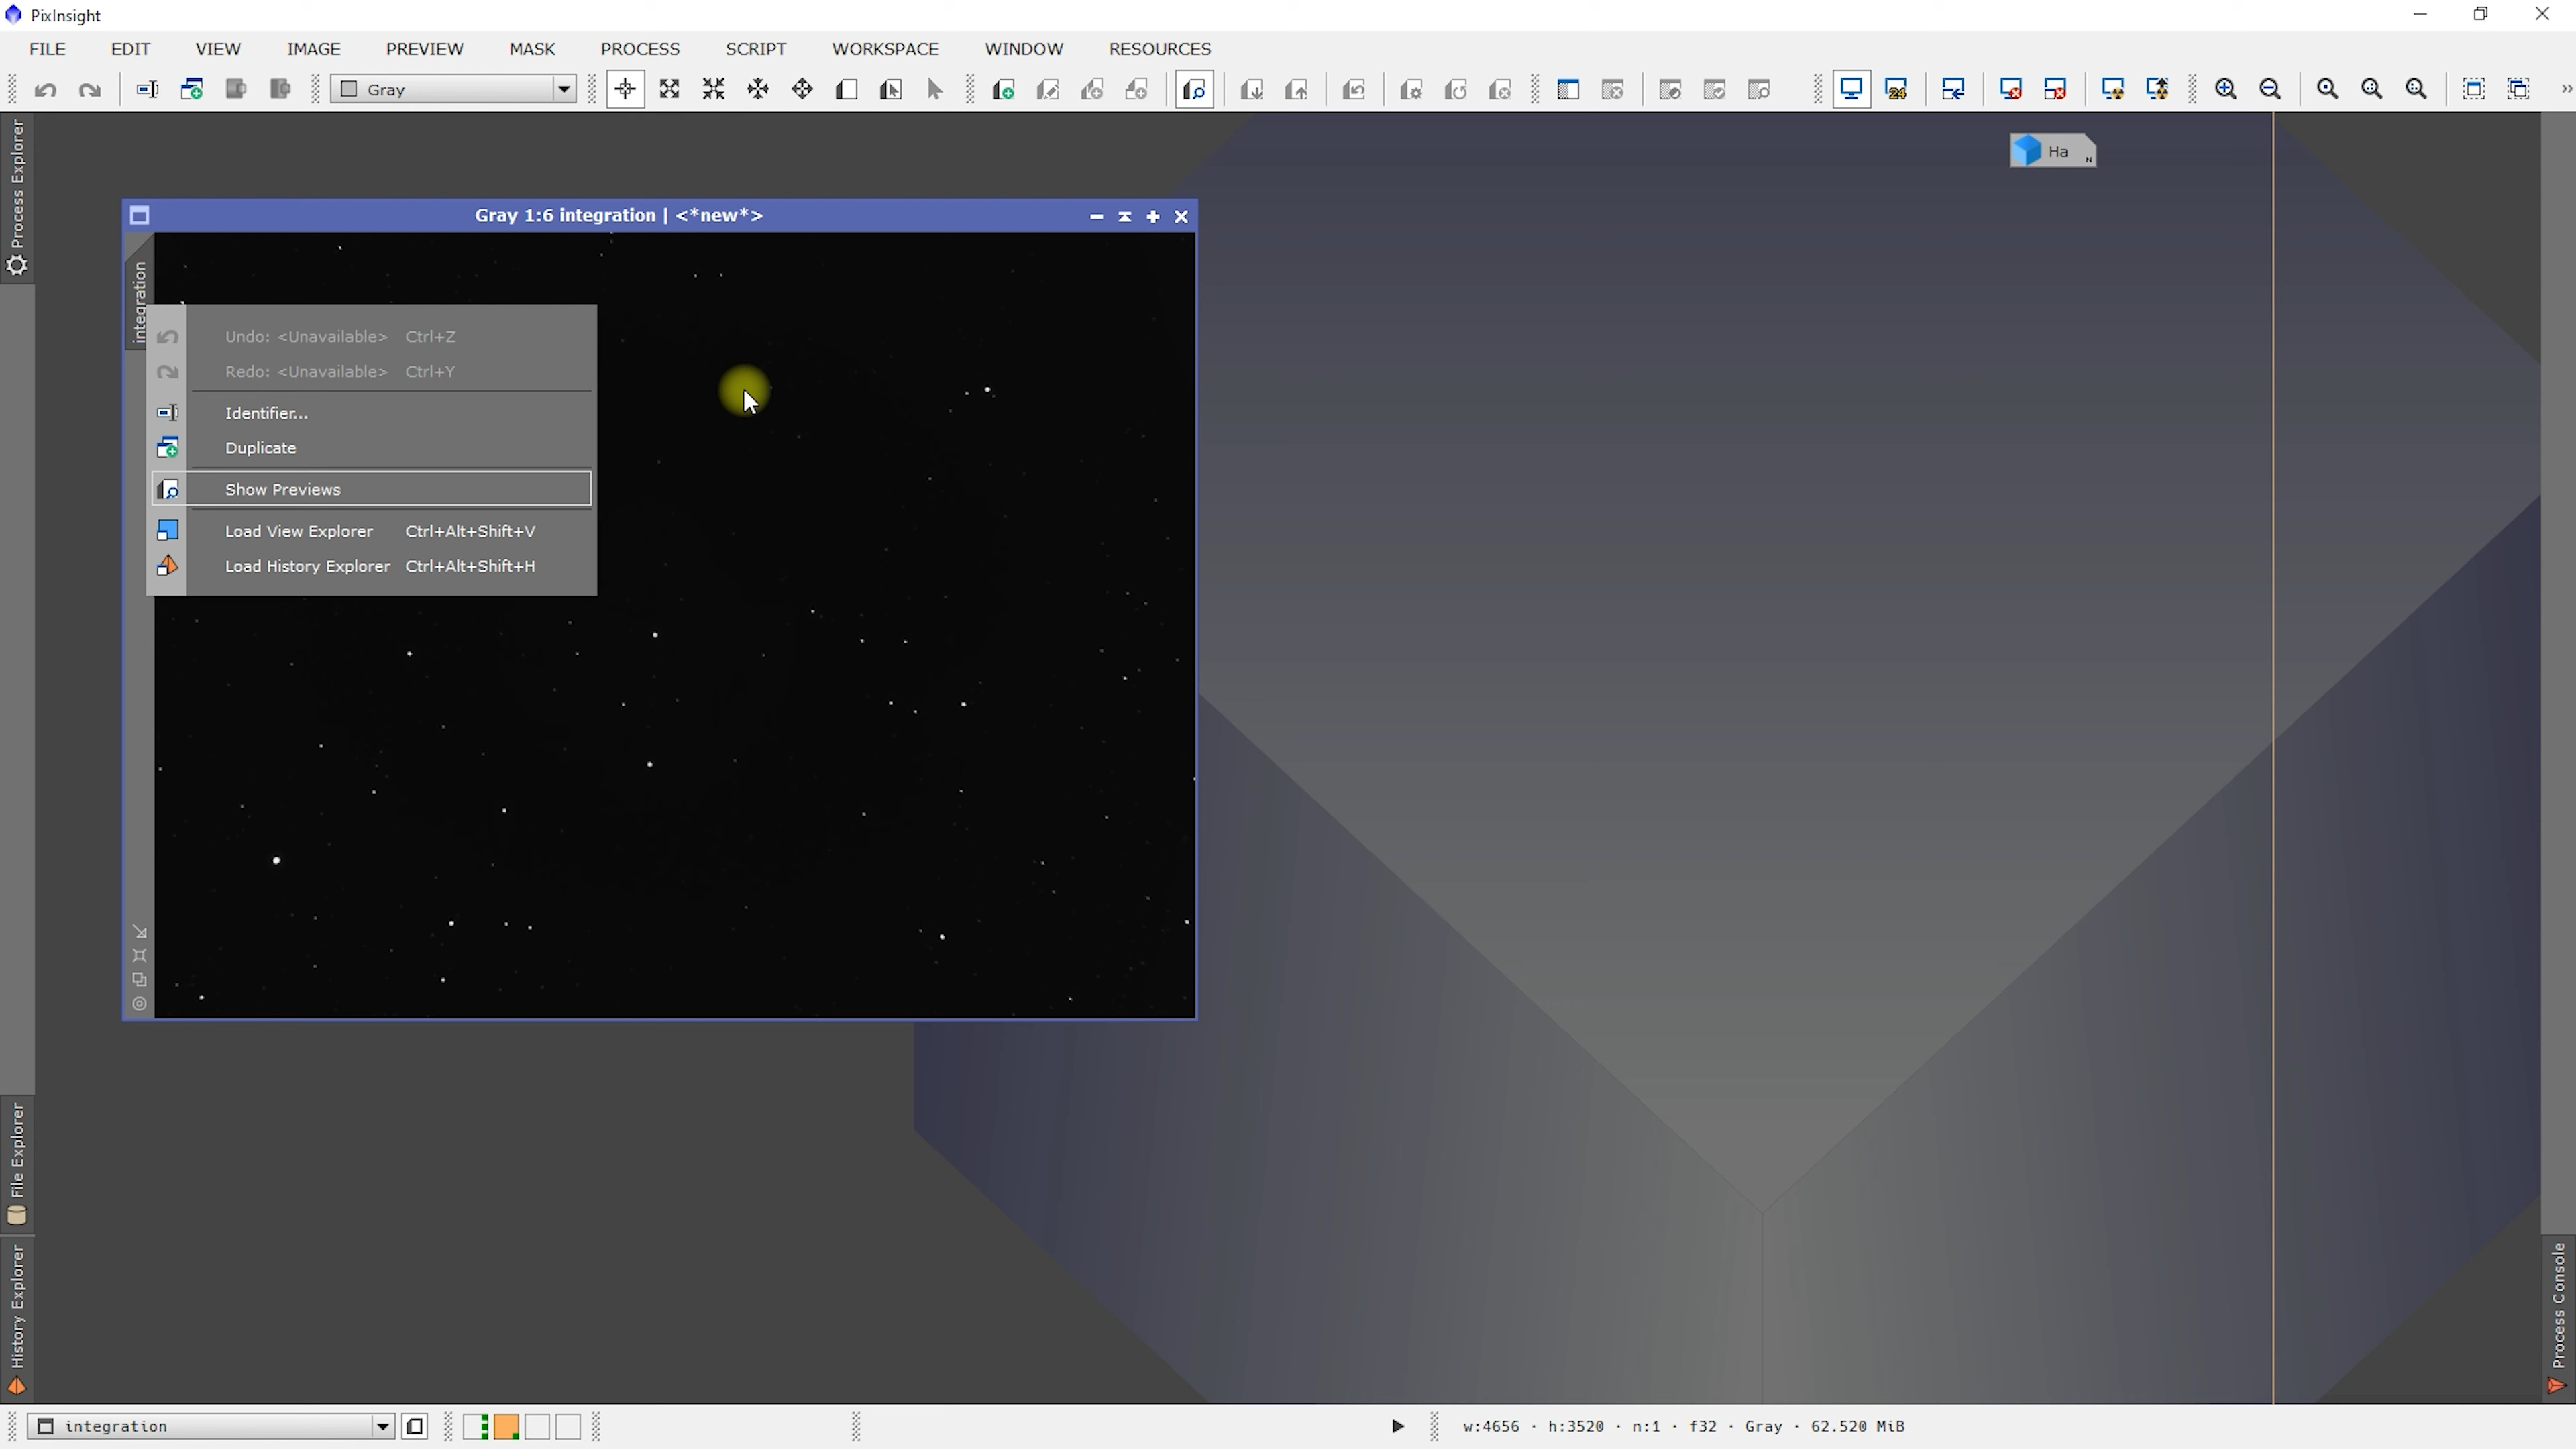 PixInsight
FILE EDIT VIEW IMAGE PREVIEW MASK PROCESS SCRIPT WORKSPACE WINDOW RESOURCES
Gray
24
Process Explorer
Ha
N
Gray 1:6 integration | <*new*>
integration
Undo: <Unavailable> Ctrl+Z
Redo: <Unavailable> Ctrl+Y
Identifier...
Duplicate
Show Previews
Load View Explorer Ctrl+Alt+Shift+V
Load History Explorer Ctrl+Alt+Shift+H
File Explorer
History Explorer
Process Console
integration
w:4656 · h:3520 · n:1 · f32 · Gray · 62.520 MiB